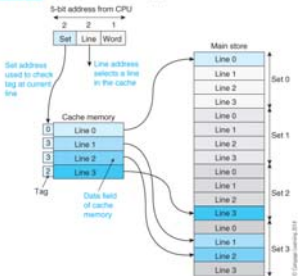 5-bit address from CPU
2 2 1
Set Line Word
Set address
used to check
tag at current
line
Line address
selects a line
in the cache
Cache memory
0 Line 0
3 Line 1
3 Line 2
2 Line 3
Tag
Data field
of cache
memory
Main store
Line 0
Line 1
Line 2
Line 3
Set 0
Line 0
Line 1
Line 2
Line 3
Set 1
Line 0
Line 1
Line 2
Line 3
Set 2
Line 0
Line 1
Line 2
Line 3
Set 3
© Cengage Learning 2014